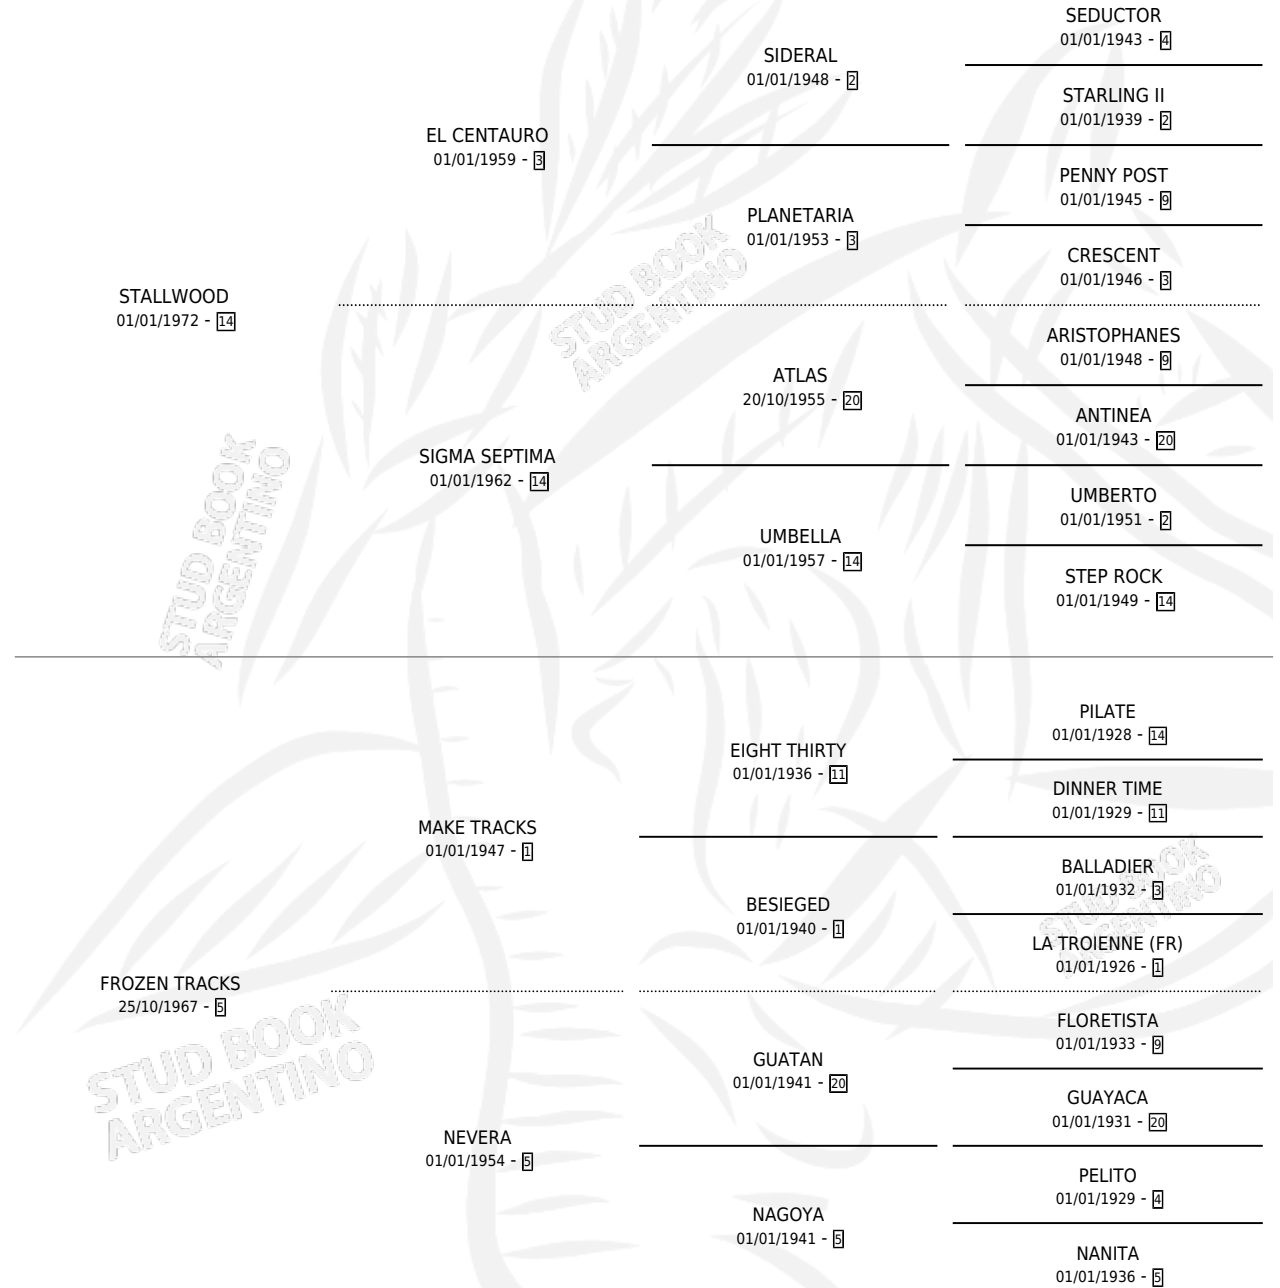 SEDUCTOR
01/01/1943 - 4
SIDERAL
01/01/1948 - 2
STARLING II
01/01/1939 - 2
EL CENTAURO
01/01/1959 - 3
PENNY POST
01/01/1945 - 9
PLANETARIA
01/01/1953 - 3
CRESCENT
01/01/1946 - 3
STALLWOOD
01/01/1972 - 14
STUD BOOK
ARGENTINO
ARISTOPHANES
01/01/1948 - 9
ATLAS
20/10/1955 - 20
ANTINEA
01/01/1943 - 20
SIGMA SEPTIMA
01/01/1962 - 14
UMBERTO
01/01/1951 - 2
UMBELLA
01/01/1957 - 14
STEP ROCK
01/01/1949 - 14
STUD BOOK
ARGENTINO
PILATE
01/01/1928 - 14
EIGHT THIRTY
01/01/1936 - 11
DINNER TIME
01/01/1929 - 11
MAKE TRACKS
01/01/1947 - 1
BALLADIER
01/01/1932 - 3
BESIEGED
01/01/1940 - 1
STUD BOOK
ARGENTINO
LA TROIENNE (FR)
01/01/1926 - 1
FROZEN TRACKS
25/10/1967 - 5
FLORETISTA
01/01/1933 - 9
GUATAN
01/01/1941 - 20
STUD BOOK
ARGENTINO
GUAYACA
01/01/1931 - 20
NEVERA
01/01/1954 - 5
PELITO
01/01/1929 - 4
NAGOYA
01/01/1941 - 5
NANITA
01/01/1936 - 5